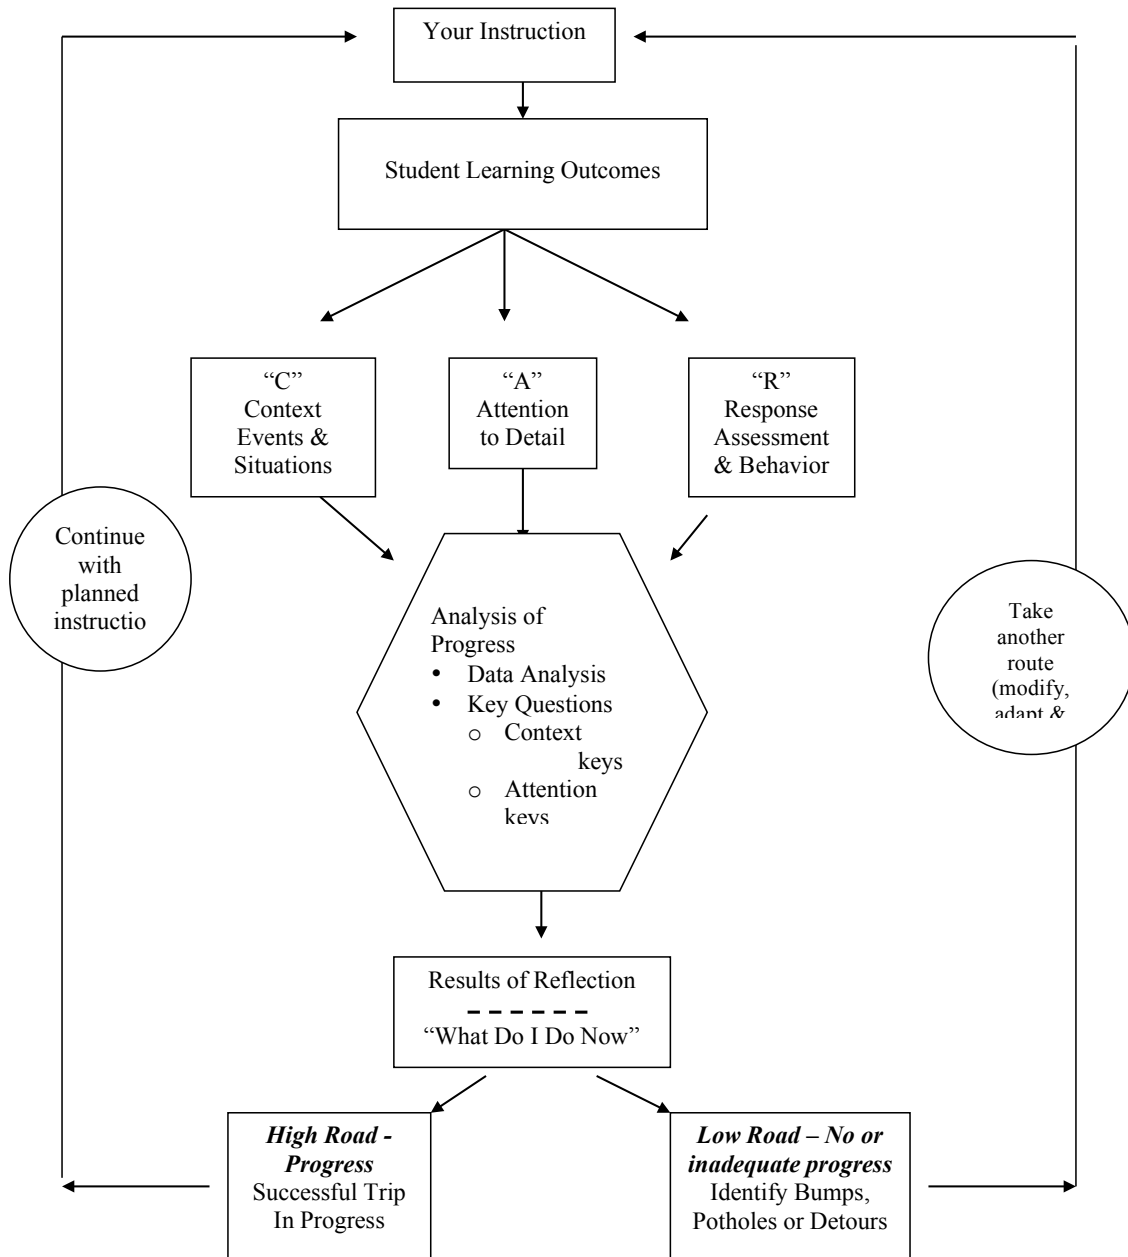 Your Instruction
Student Learning Outcomes
“C”
Context
Events &
Situations
“A”
Attention
to Detail
“R”
Response
Assessment
& Behavior
Continue
with
planned
instructio
Take
another
route
(modify,
adapt &
Analysis of
Progress
• Data Analysis
• Key Questions
o Context
keys
o Attention
keys
Results of Reflection
“What Do I Do Now”
High Road -
Progress
Successful Trip
In Progress
Low Road – No or
inadequate progress
Identify Bumps,
Potholes or Detours